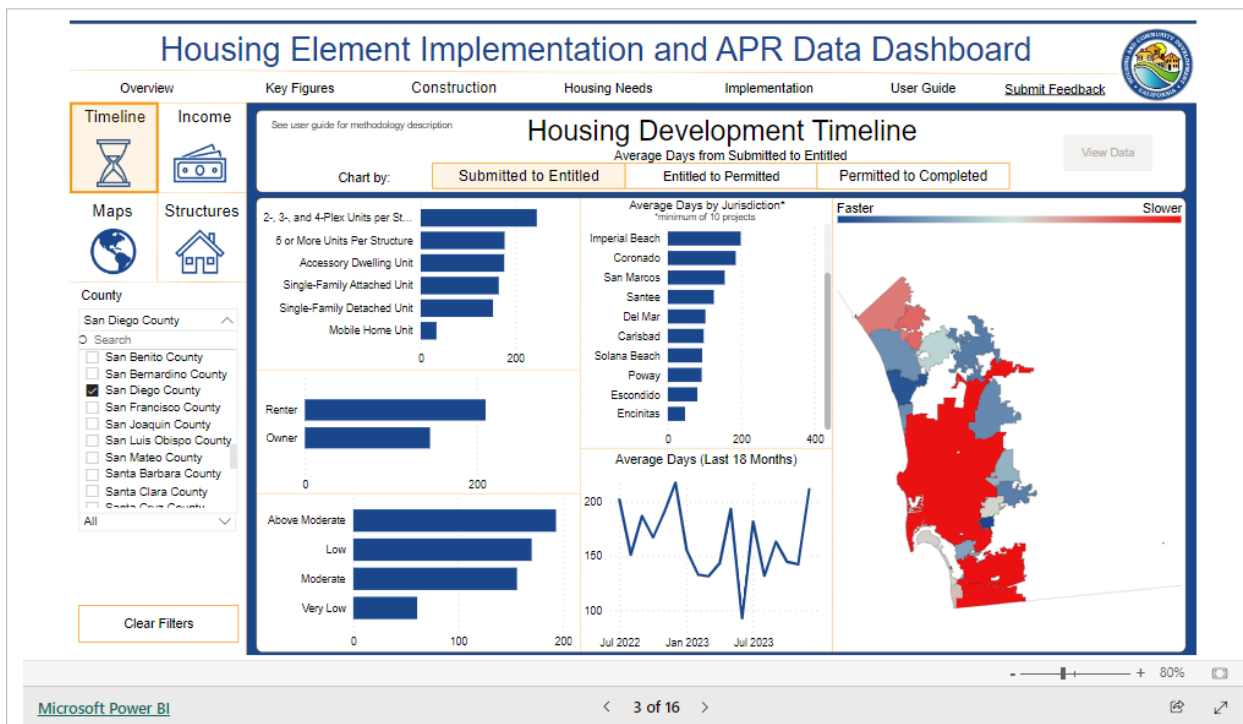 Housing Element Implementation and APR Data Dashboard
Overview
Key Figures
Construction
Housing Needs
Implementation
User Guide
Submit Feedback
Timeline
Income
Maps
Structures
County
San Diego County
Search
San Benito County
San Bernardino County
San Diego County
San Francisco County
San Joaquin County
San Luis Obispo County
San Mateo County
Santa Barbara County
Santa Clara County
Santa Cruz County
All
Clear Filters
See user guide for methodology description
Housing Development Timeline
Average Days from Submitted to Entitled
View Data
Chart by:
Submitted to Entitled
Entitled to Permitted
Permitted to Completed
2-, 3-, and 4-Plex Units per St...
5 or More Units Per Structure
Accessory Dwelling Unit
Single-Family Attached Unit
Single-Family Detached Unit
Mobile Home Unit
0 200
Renter
Owner
0 200
Above Moderate
Low
Moderate
Very Low
0 100 200
Average Days by Jurisdiction*
*minimum of 10 projects
Imperial Beach
Coronado
San Marcos
Santee
Del Mar
Carlsbad
Solana Beach
Poway
Escondido
Encinitas
0 200 400
Average Days (Last 18 Months)
200
150
100
Jul 2022 Jan 2023 Jul 2023
Faster Slower
- + 80%
Microsoft Power BI
< 3 of 16 >